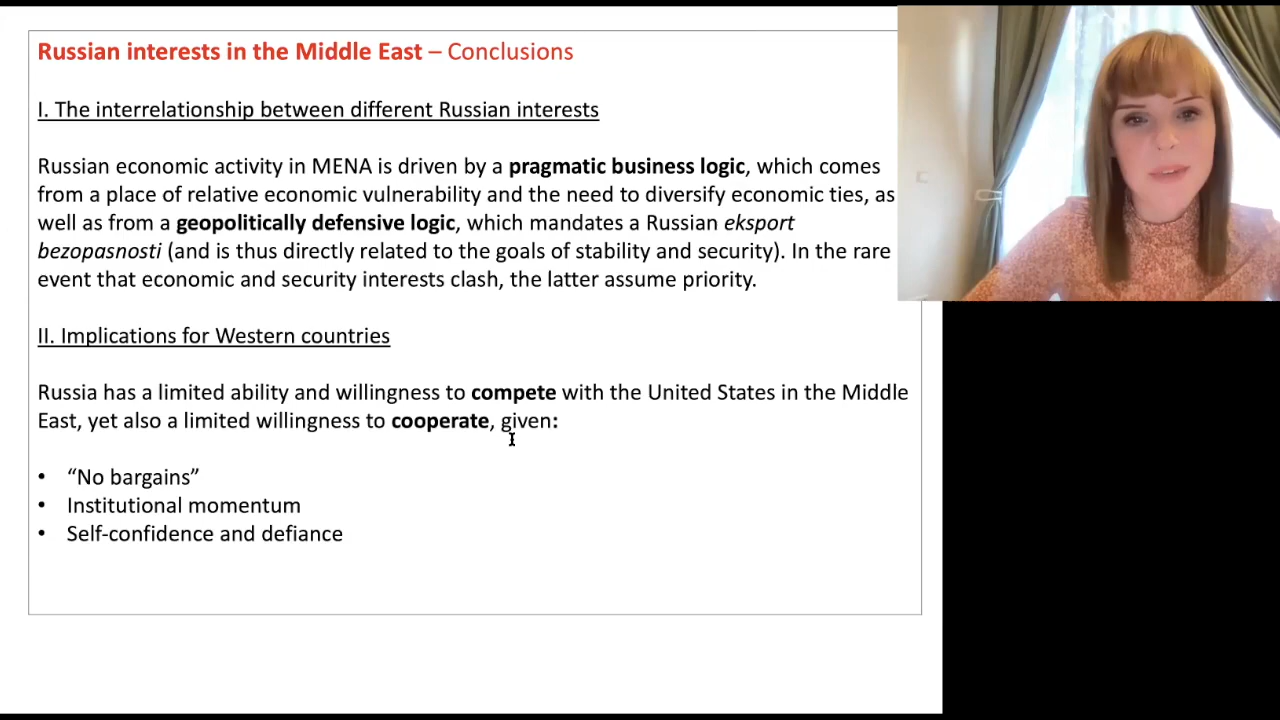 Russian interests in the Middle East – Conclusions
I. The interrelationship between different Russian interests
Russian economic activity in MENA is driven by a pragmatic business logic, which comes
from a place of relative economic vulnerability and the need to diversify economic ties, as
well as from a geopolitically defensive logic, which mandates a Russian eksport
bezopasnosti (and is thus directly related to the goals of stability and security). In the rare
event that economic and security interests clash, the latter assume priority.
II. Implications for Western countries
Russia has a limited ability and willingness to compete with the United States in the Middle
East, yet also a limited willingness to cooperate, given:
• “No bargains”
• Institutional momentum
• Self-confidence and defiance